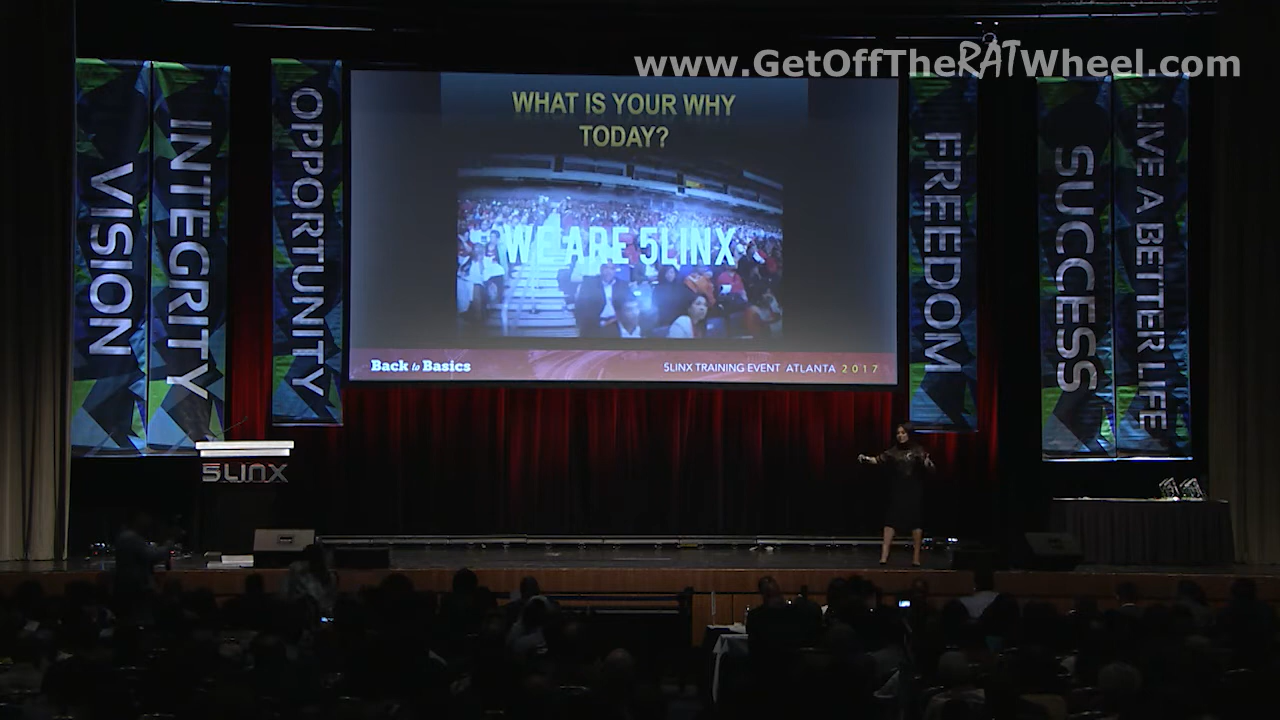 www.GetOffTheRATWheel.com
VISION
INTEGRITY
OPPORTUNITY
WHAT IS YOUR WHY
TODAY?
WE ARE 5LINX
Back to Basics
5LINX TRAINING EVENT ATLANTA 2017
FREEDOM
SUCCESS
LIVE A BETTER LIFE
5LINX